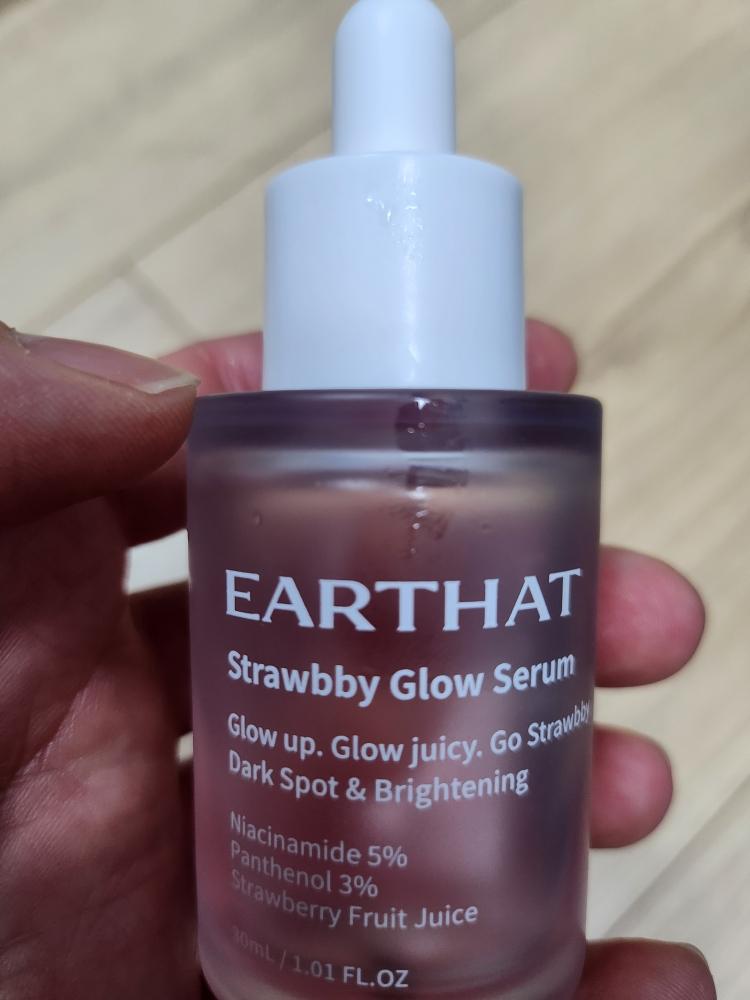 EARTHAT
Strawbby Glow Serum
Glow up. Glow juicy. Go Strawbby
Dark Spot & Brightening
Niacinamide 5%
Panthenol 3%
Strawberry Fruit Juice
30mL / 1.01 FL.OZ